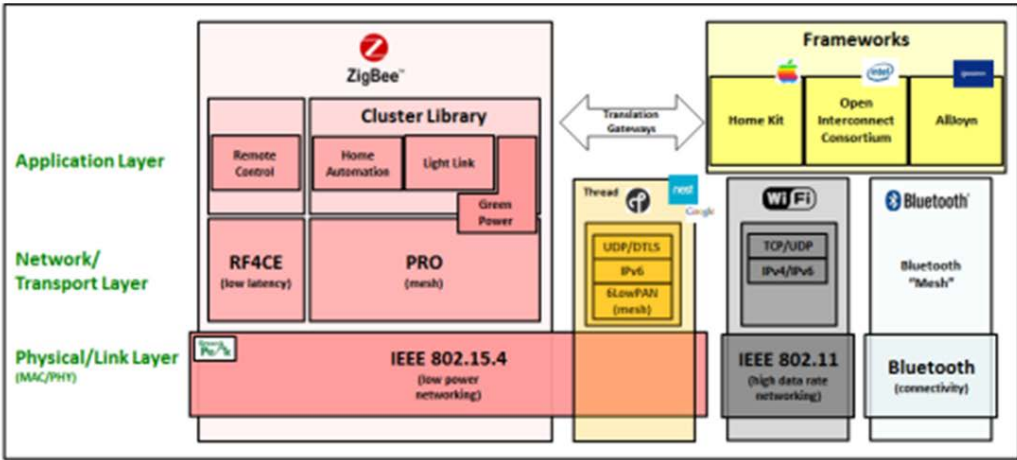 ZigBee™
Frameworks
Cluster Library
Translation
Gateways
intel
Home Kit
Open
Interconnect
Consortium
AllJoyn
Application Layer
Remote
Control
Home
Automation
Light Link
Green
Power
Thread
nest
Google
WiFi
Bluetooth
Network/
Transport Layer
RF4CE
(low latency)
PRO
(mesh)
UDP/DTLS
IPv6
6LowPAN
(mesh)
TCP/UDP
IPv4/IPv6
Bluetooth
"Mesh"
Physical/Link Layer
(MAC/PHY)
IEEE 802.15.4
(low power
networking)
IEEE 802.11
(high data rate
networking)
Bluetooth
(connectivity)